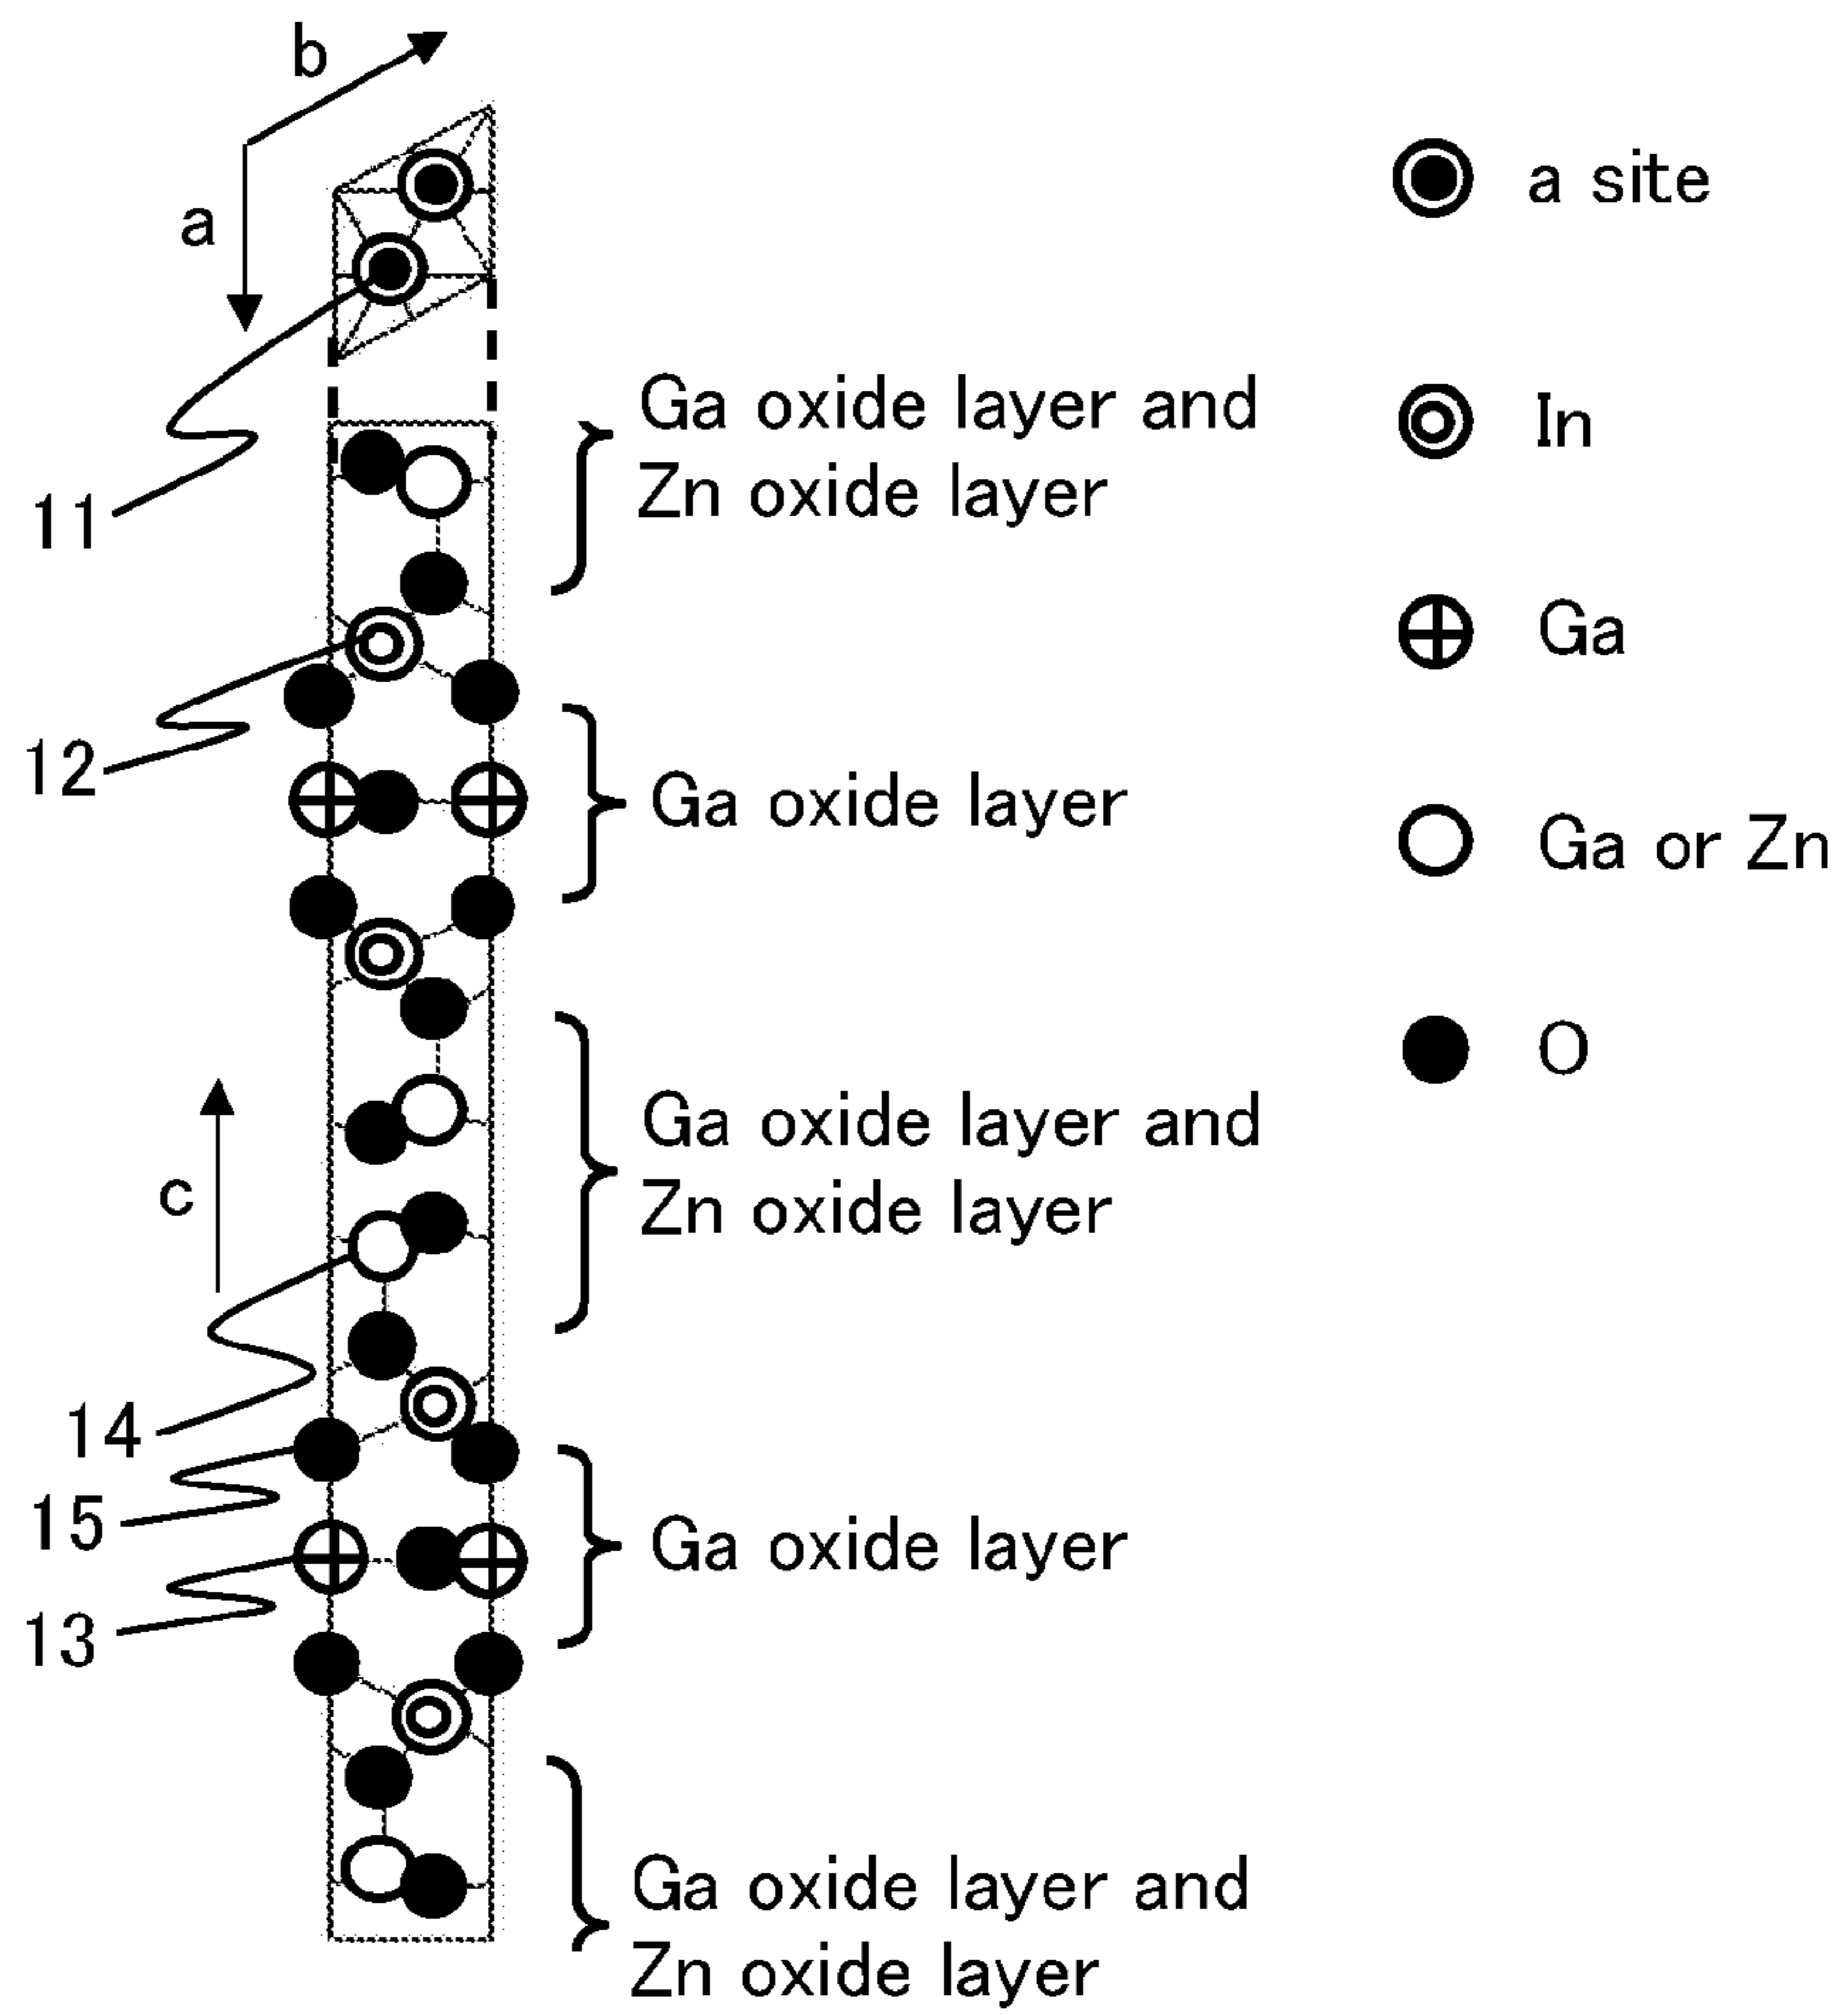 b
a
11
12
c
14
15
13
Ga oxide layer and
Zn oxide layer
Ga oxide layer
Ga oxide layer and
Zn oxide layer
Ga oxide layer
Ga oxide layer and
Zn oxide layer
a site
In
Ga
Ga or Zn
O